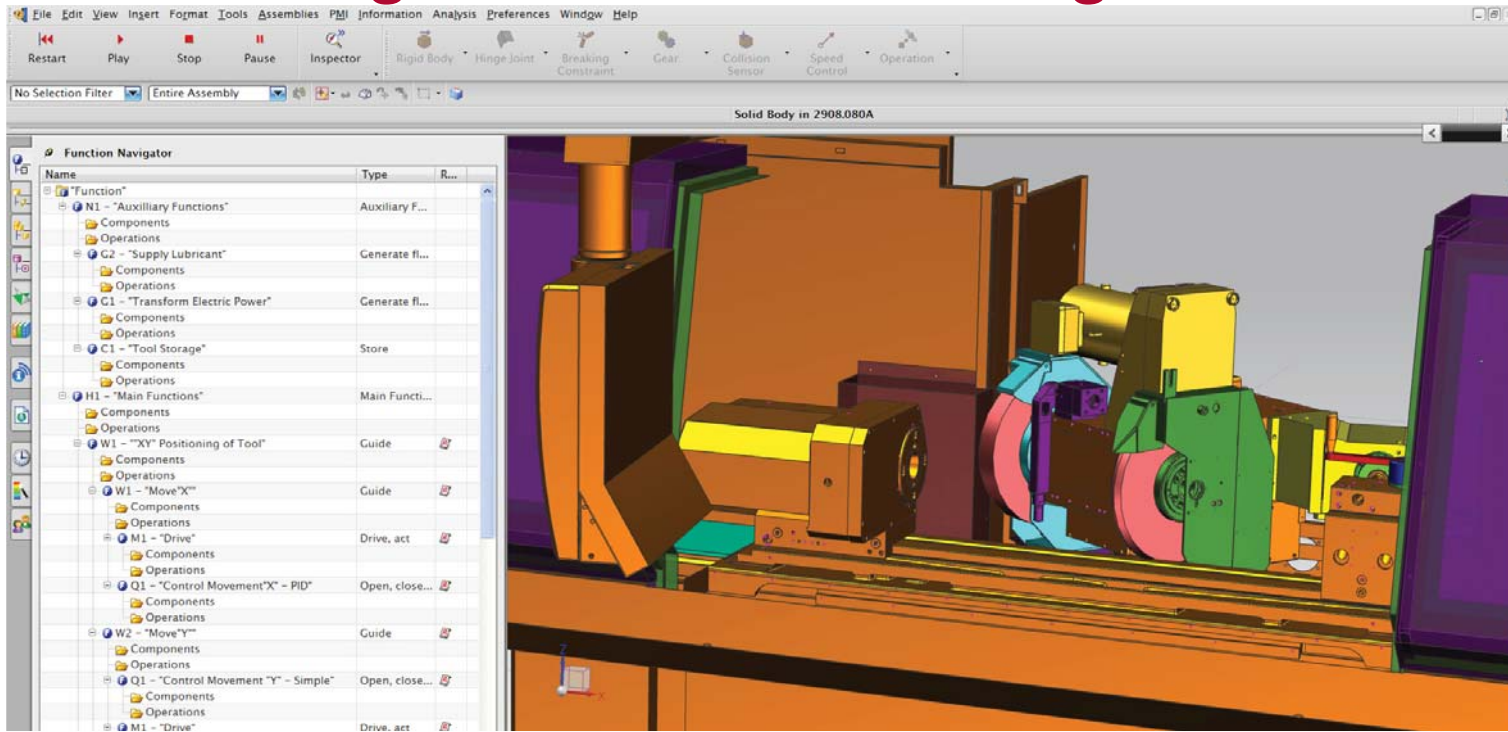 File Edit View Insert Format Tools Assemblies PMI Information Analysis Preferences Window Help
Restart Play Stop Pause Inspector Rigid Body Hinge Joint Breaking Constraint Gear Collision Sensor Speed Control Operation
No Selection Filter Entire Assembly
Solid Body in 2908.080A
Function Navigator
Name Type R...
"Function"
N1 - "Auxilliary Functions" Auxiliary F...
Components
Operations
G2 - "Supply Lubricant" Generate fl...
Components
Operations
G1 - "Transform Electric Power" Generate fl...
Components
Operations
C1 - "Tool Storage" Store
Components
Operations
H1 - "Main Functions" Main Functi...
Components
Operations
W1 - ""XY" Positioning of Tool" Guide
Components
Operations
W1 - "Move"X"" Guide
Components
Operations
M1 - "Drive" Drive, act
Components
Operations
Q1 - "Control Movement"X" - PID" Open, close...
Components
Operations
W2 - "Move"Y"" Guide
Components
Operations
Q1 - "Control Movement "Y" - Simple" Open, close...
Components
Operations
M1 - "Drive" Drive, act
Z
X